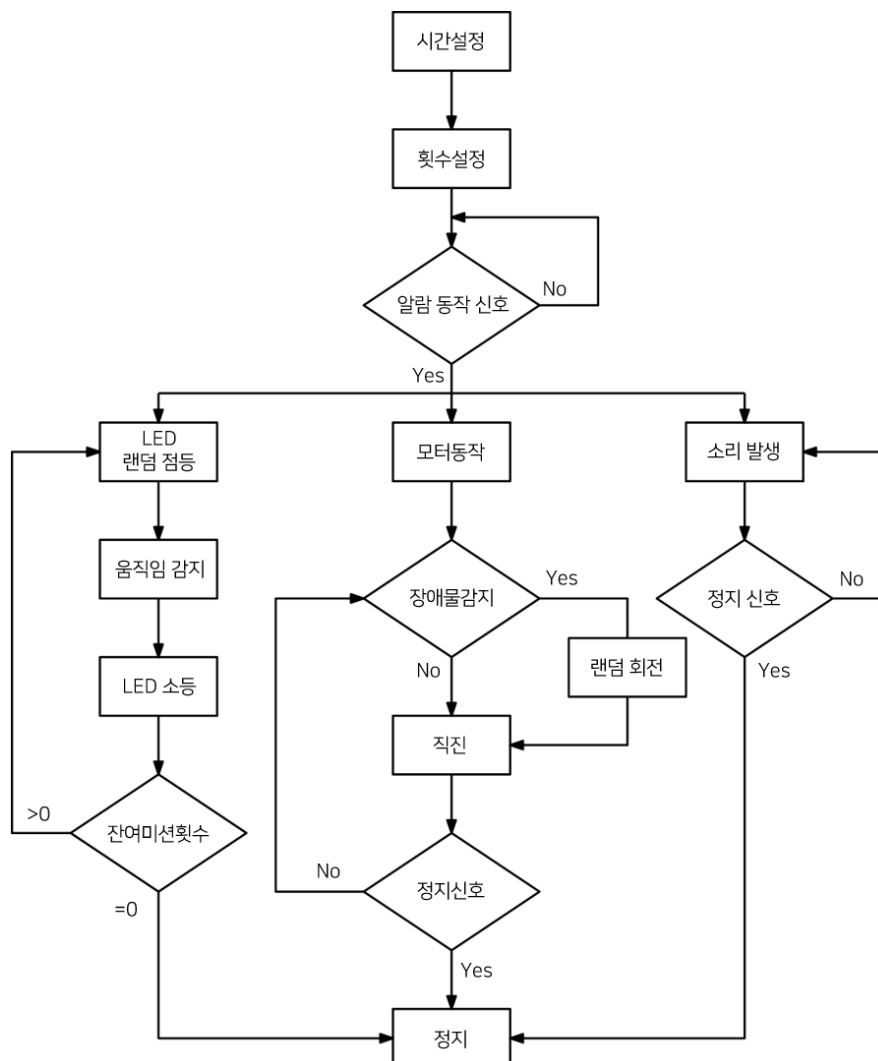 시간설정
횟수설정
알람 동작 신호
No
Yes
LED
랜덤 점등
모터동작
소리 발생
움직임 감지
장애물감지
Yes
정지 신호
No
No
랜덤 회전
Yes
LED 소등
직진
>0
잔여미션횟수
No
정지신호
=0
Yes
정지